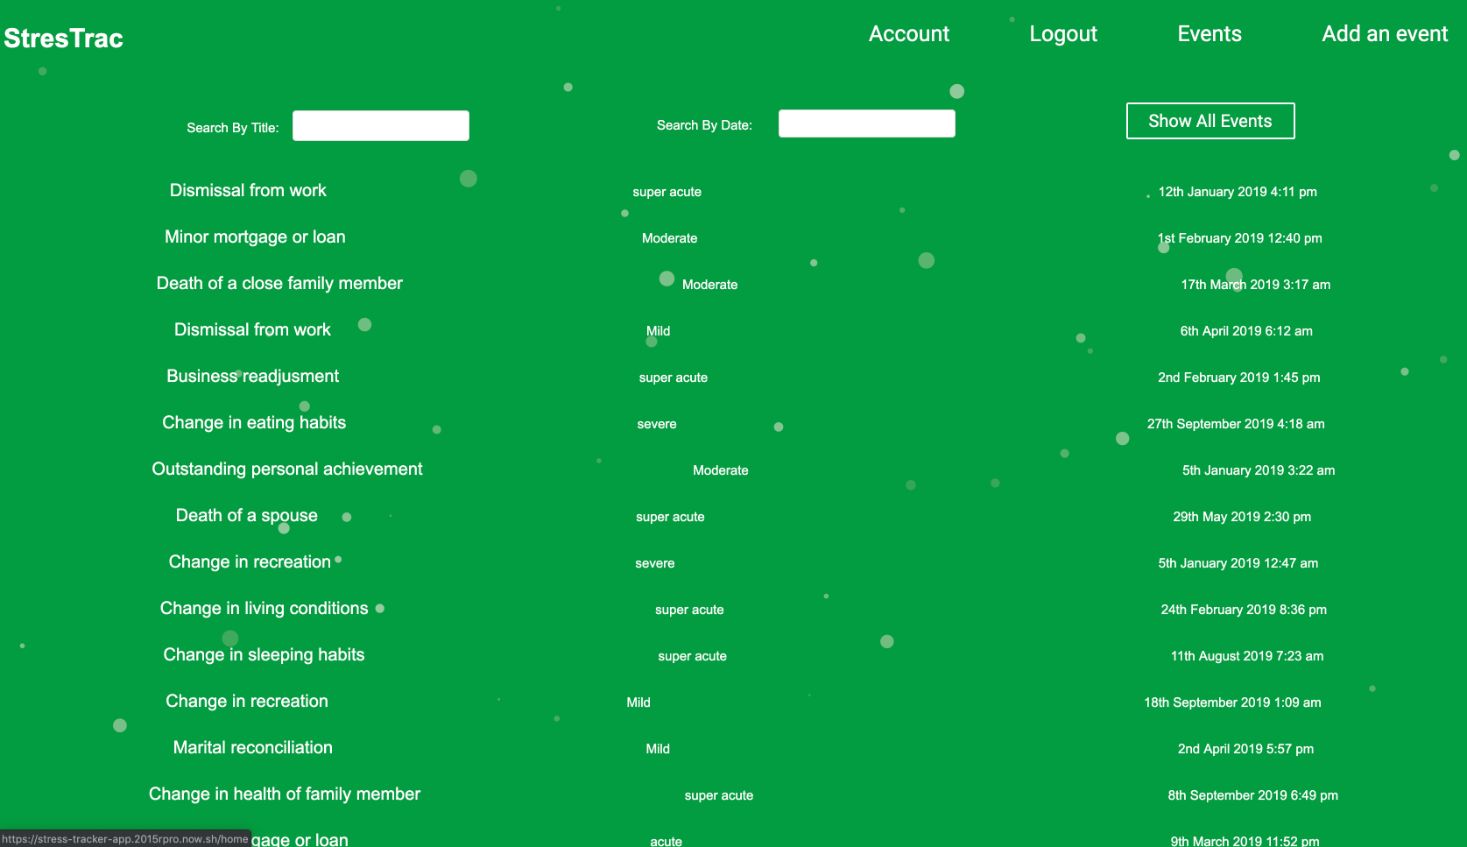 StresTrac
Account Logout Events Add an event
Search By Title: Search By Date: Show All Events
Dismissal from work super acute 12th January 2019 4:11 pm
Minor mortgage or loan Moderate 1st February 2019 12:40 pm
Death of a close family member Moderate 17th March 2019 3:17 am
Dismissal from work Mild 6th April 2019 6:12 am
Business readjusment super acute 2nd February 2019 1:45 pm
Change in eating habits severe 27th September 2019 4:18 am
Outstanding personal achievement Moderate 5th January 2019 3:22 am
Death of a spouse super acute 29th May 2019 2:30 pm
Change in recreation severe 5th January 2019 12:47 am
Change in living conditions super acute 24th February 2019 8:36 pm
Change in sleeping habits super acute 11th August 2019 7:23 am
Change in recreation Mild 18th September 2019 1:09 am
Marital reconciliation Mild 2nd April 2019 5:57 pm
Change in health of family member super acute 8th September 2019 6:49 pm
gage or loan acute 9th March 2019 11:52 pm
https://stress-tracker-app.2015rpro.now.sh/home